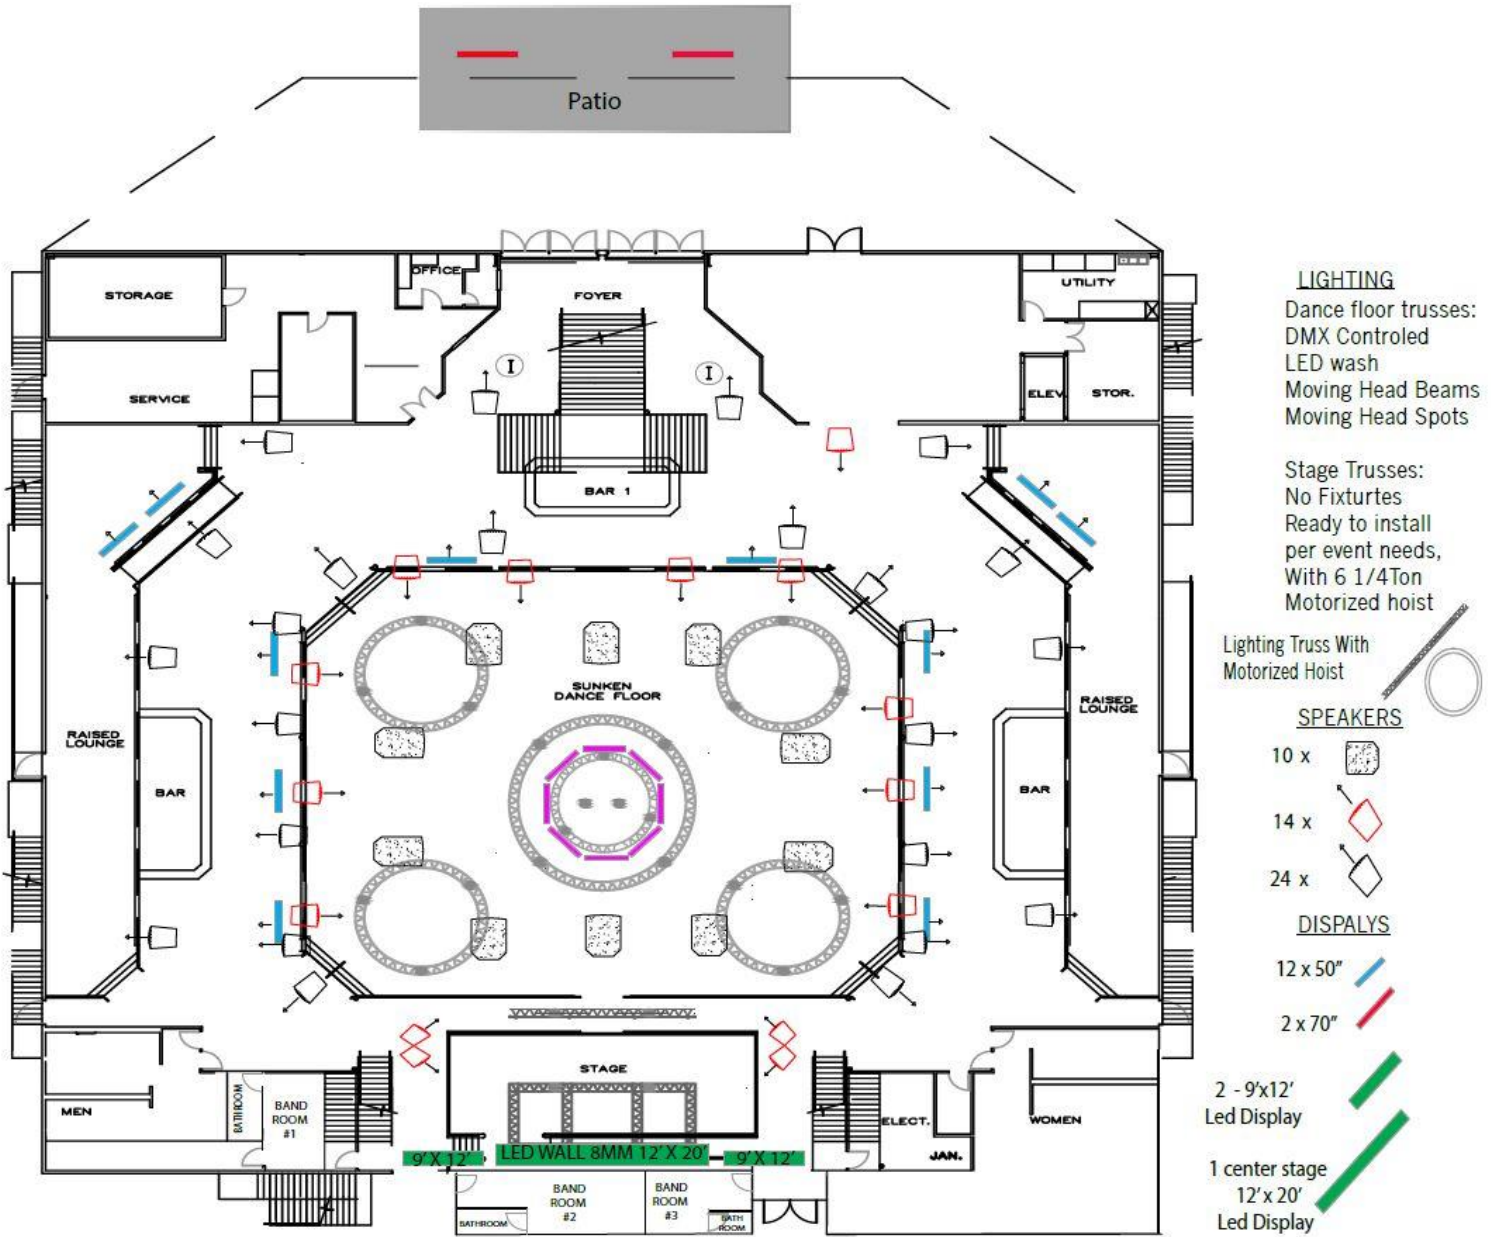 Patio
OFFICE
STORAGE
FOYER
UTILITY
I
I
SERVICE
ELEV.
STOR.
BAR 1
SUNKEN
DANCE FLOOR
RAISED
LOUNGE
RAISED
LOUNGE
BAR
BAR
STAGE
MEN
BATHROOM
BAND
ROOM
#1
ELECT.
WOMEN
JAN.
9' X 12'
LED WALL 8MM 12' X 20'
9' X 12'
BAND
ROOM
#2
BAND
ROOM
#3
BATHROOM
BATH
ROOM
LIGHTING
Dance floor trusses:
DMX Controled
LED wash
Moving Head Beams
Moving Head Spots
Stage Trusses:
No Fixturtes
Ready to install
per event needs,
With 6 1/4Ton
Motorized hoist
Lighting Truss With
Motorized Hoist
SPEAKERS
10 x
14 x
24 x
DISPALYS
12 x 50"
2 x 70"
2 - 9'x12'
Led Display
1 center stage
12' x 20'
Led Display